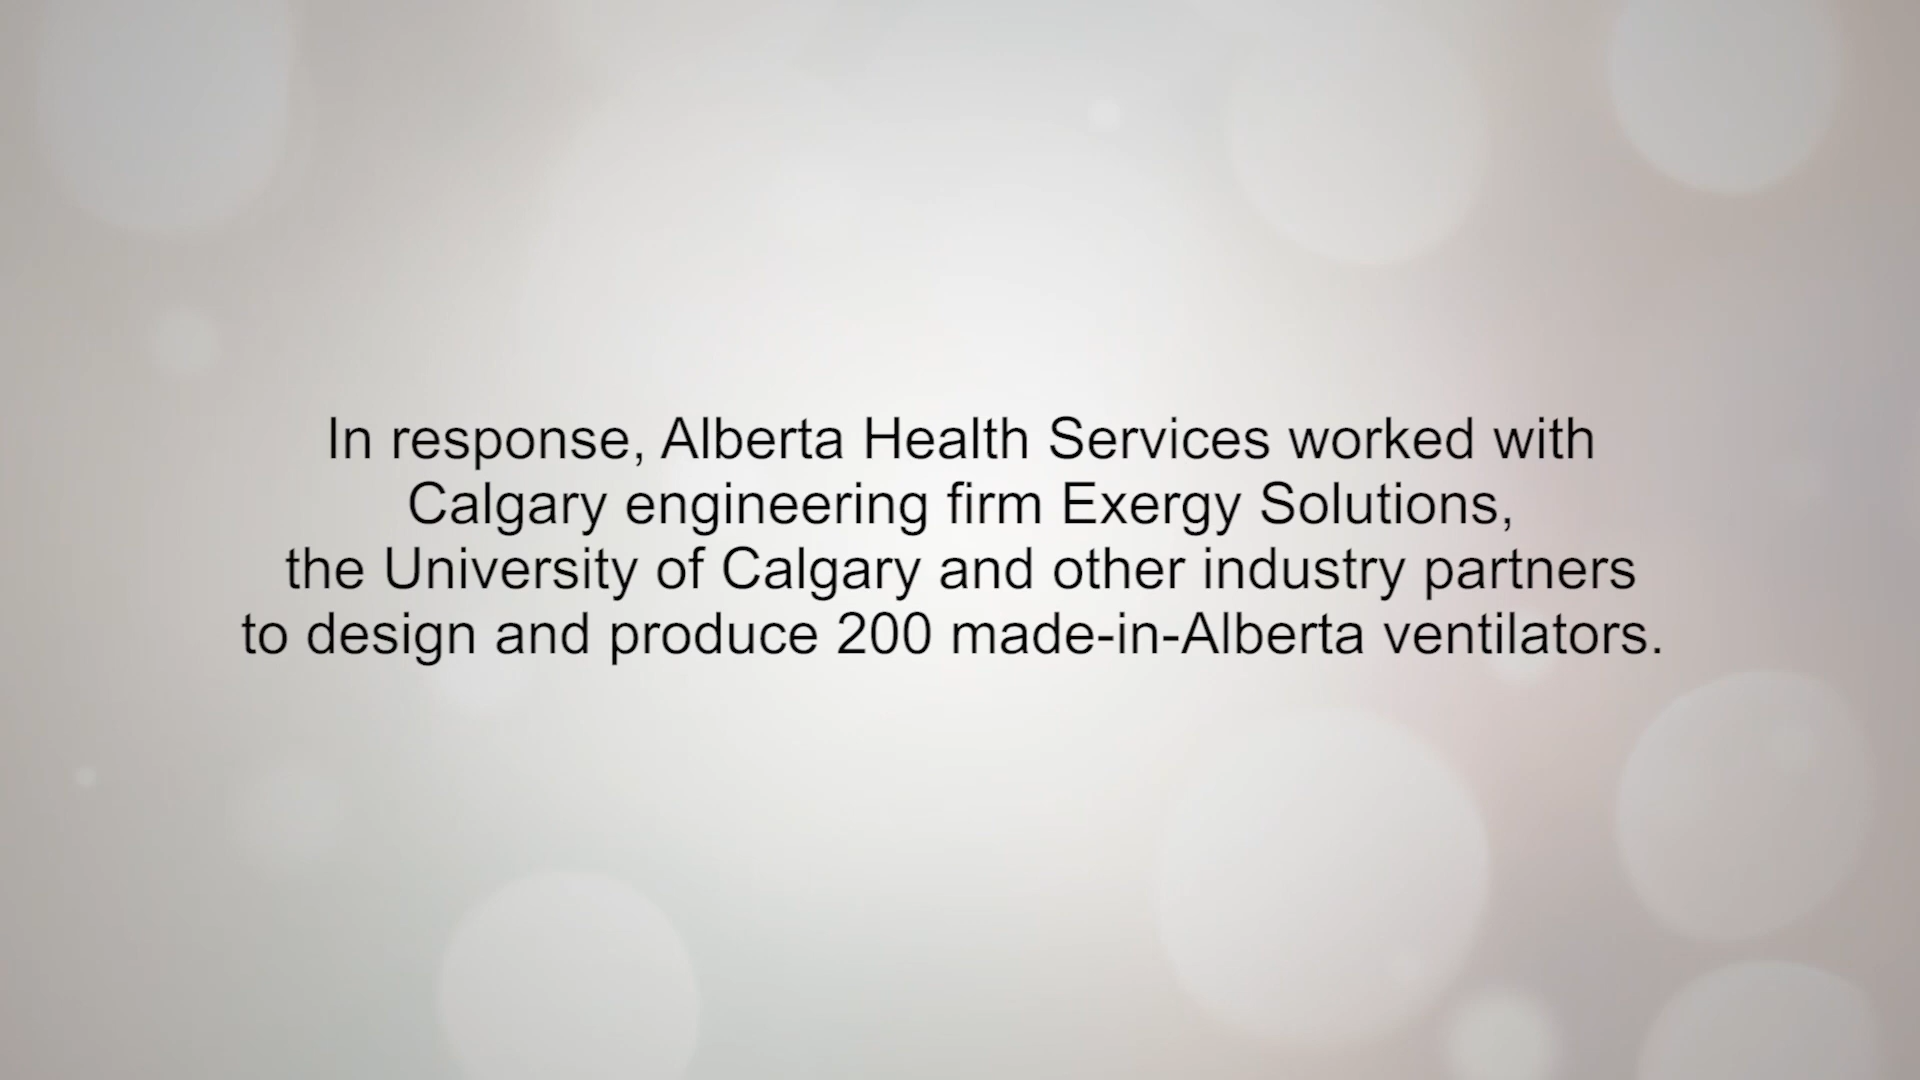 In response, Alberta Health Services worked with
Calgary engineering firm Exergy Solutions,
the University of Calgary and other industry partners
to design and produce 200 made-in-Alberta ventilators.